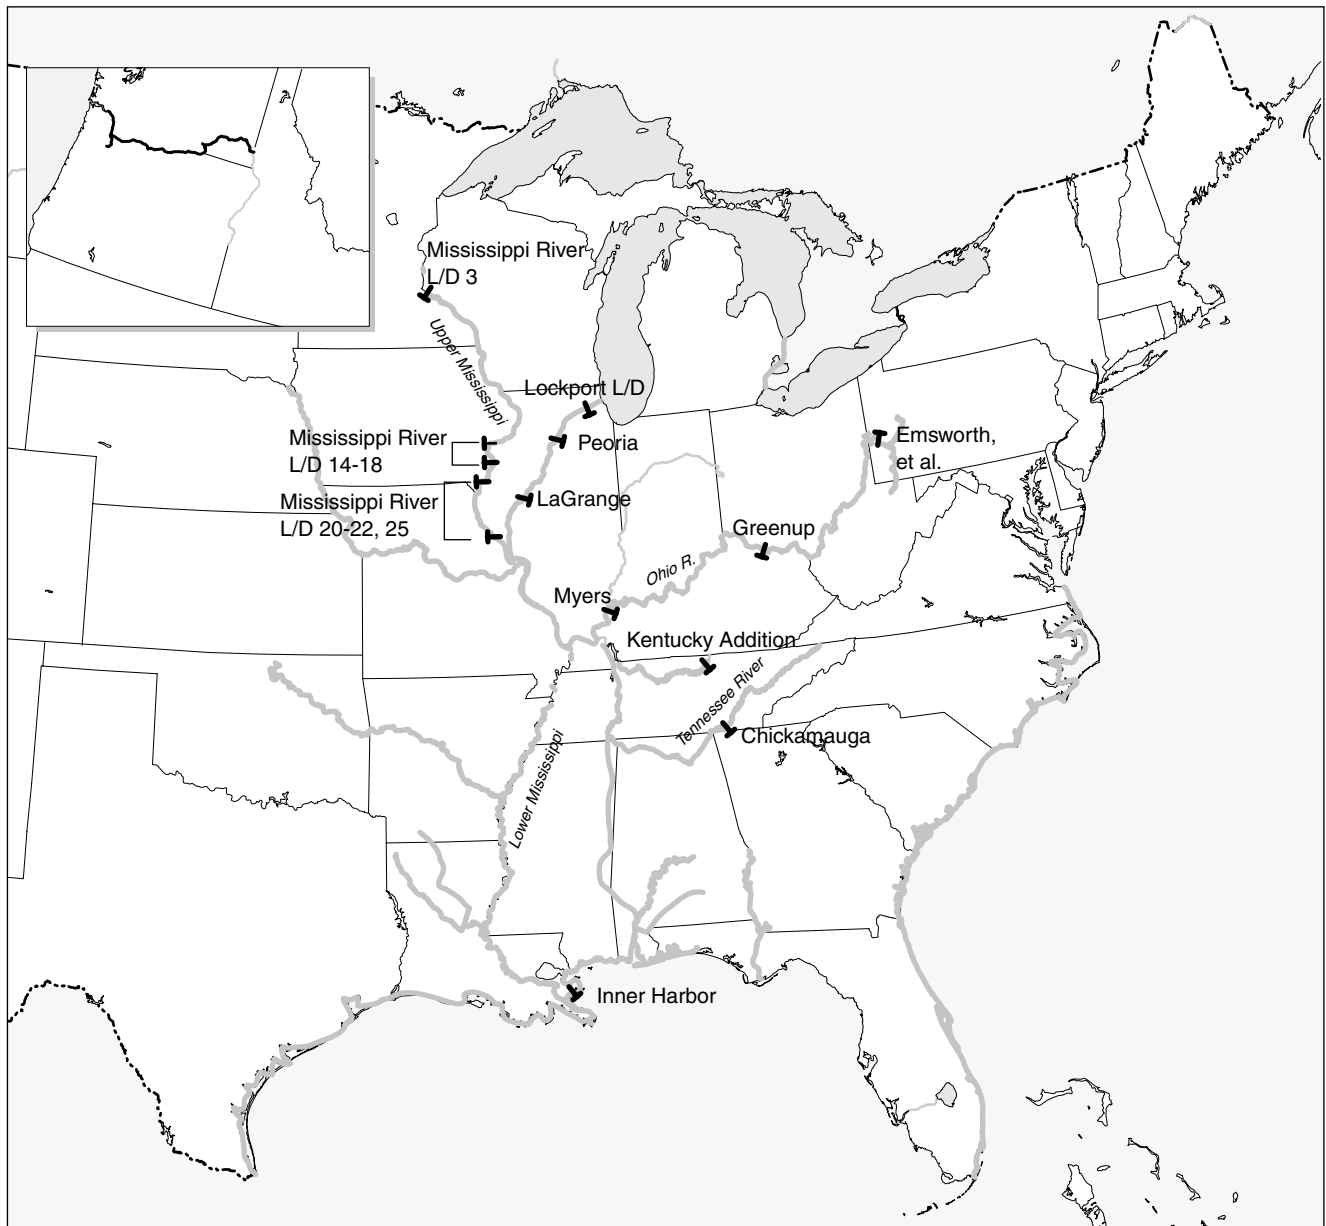 Mississippi River
L/D 3
Upper Mississippi
Lockport L/D
Mississippi River
L/D 14-18
Peoria
Emsworth,
et al.
Mississippi River
L/D 20-22, 25
LaGrange
Greenup
Ohio R.
Myers
Kentucky Addition
Tennessee River
Chickamauga
Lower Mississippi
Inner Harbor